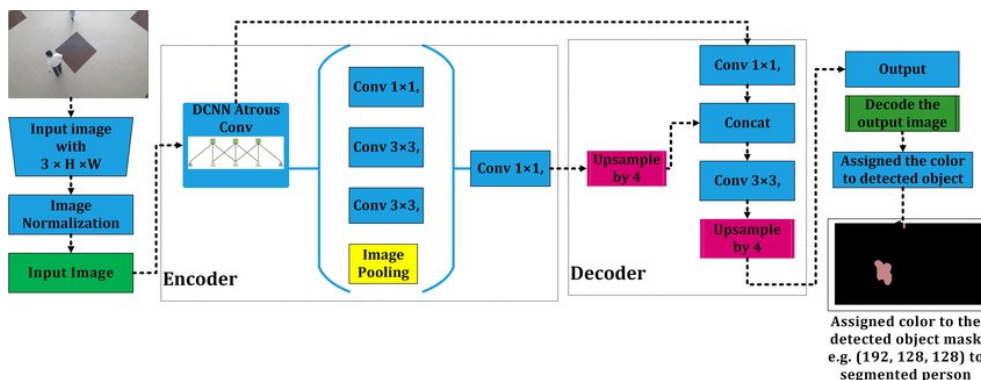 Input image
with
3 × H ×W
Image
Normalization
Input Image
Encoder
DCNN Atrous
Conv
Conv 1×1,
Conv 3×3,
Conv 3×3,
Image
Pooling
Conv 1×1,
Decoder
Upsample
by 4
Conv 1×1,
Concat
Conv 3×3,
Upsample
by 4
Output
Decode the
output image
Assigned the color
to detected object
Assigned color to the
detected object mask
e.g. (192, 128, 128) to
segmented person